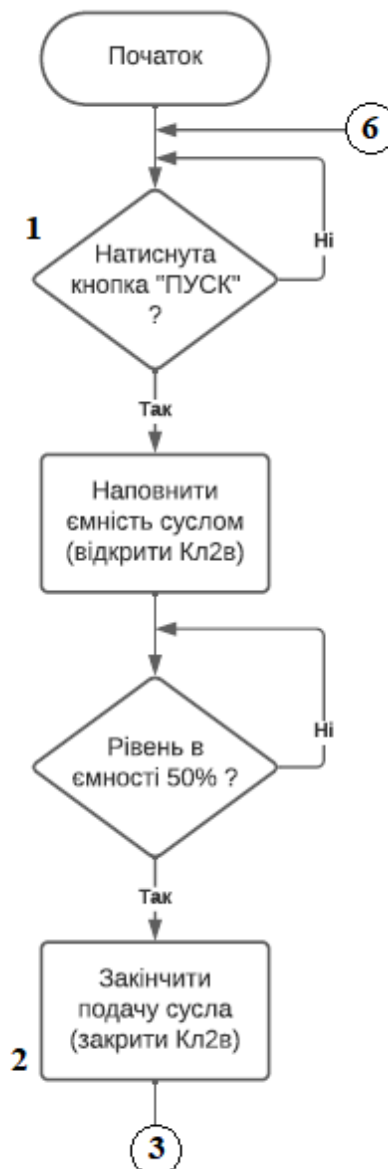 Початок
6
1
Натиснута
кнопка "ПУСК"
?
Ні
Так
Наповнити
ємність суслом
(відкрити Кл2в)
Рівень в
ємності 50% ?
Ні
Так
Закінчити
подачу сусла
(закрити Кл2в)
2
3